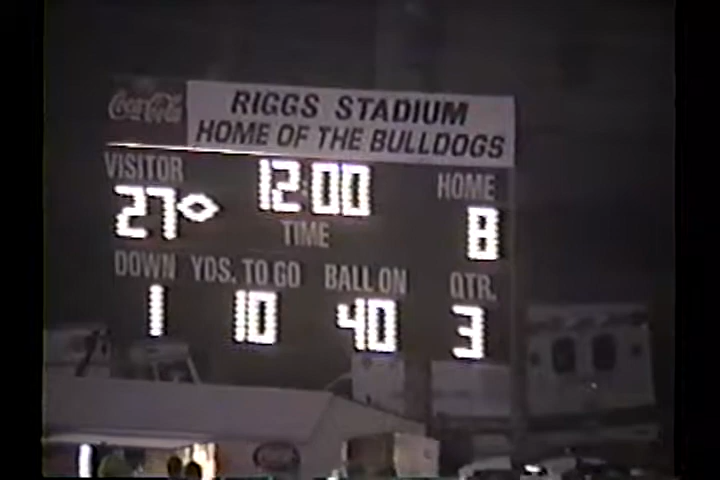 Coca-Cola
RIGGS STADIUM
HOME OF THE BULLDOGS
VISITOR 12:00 HOME
27 TIME 8
DOWN YDS. TO GO BALL ON QTR.
1 10 40 3